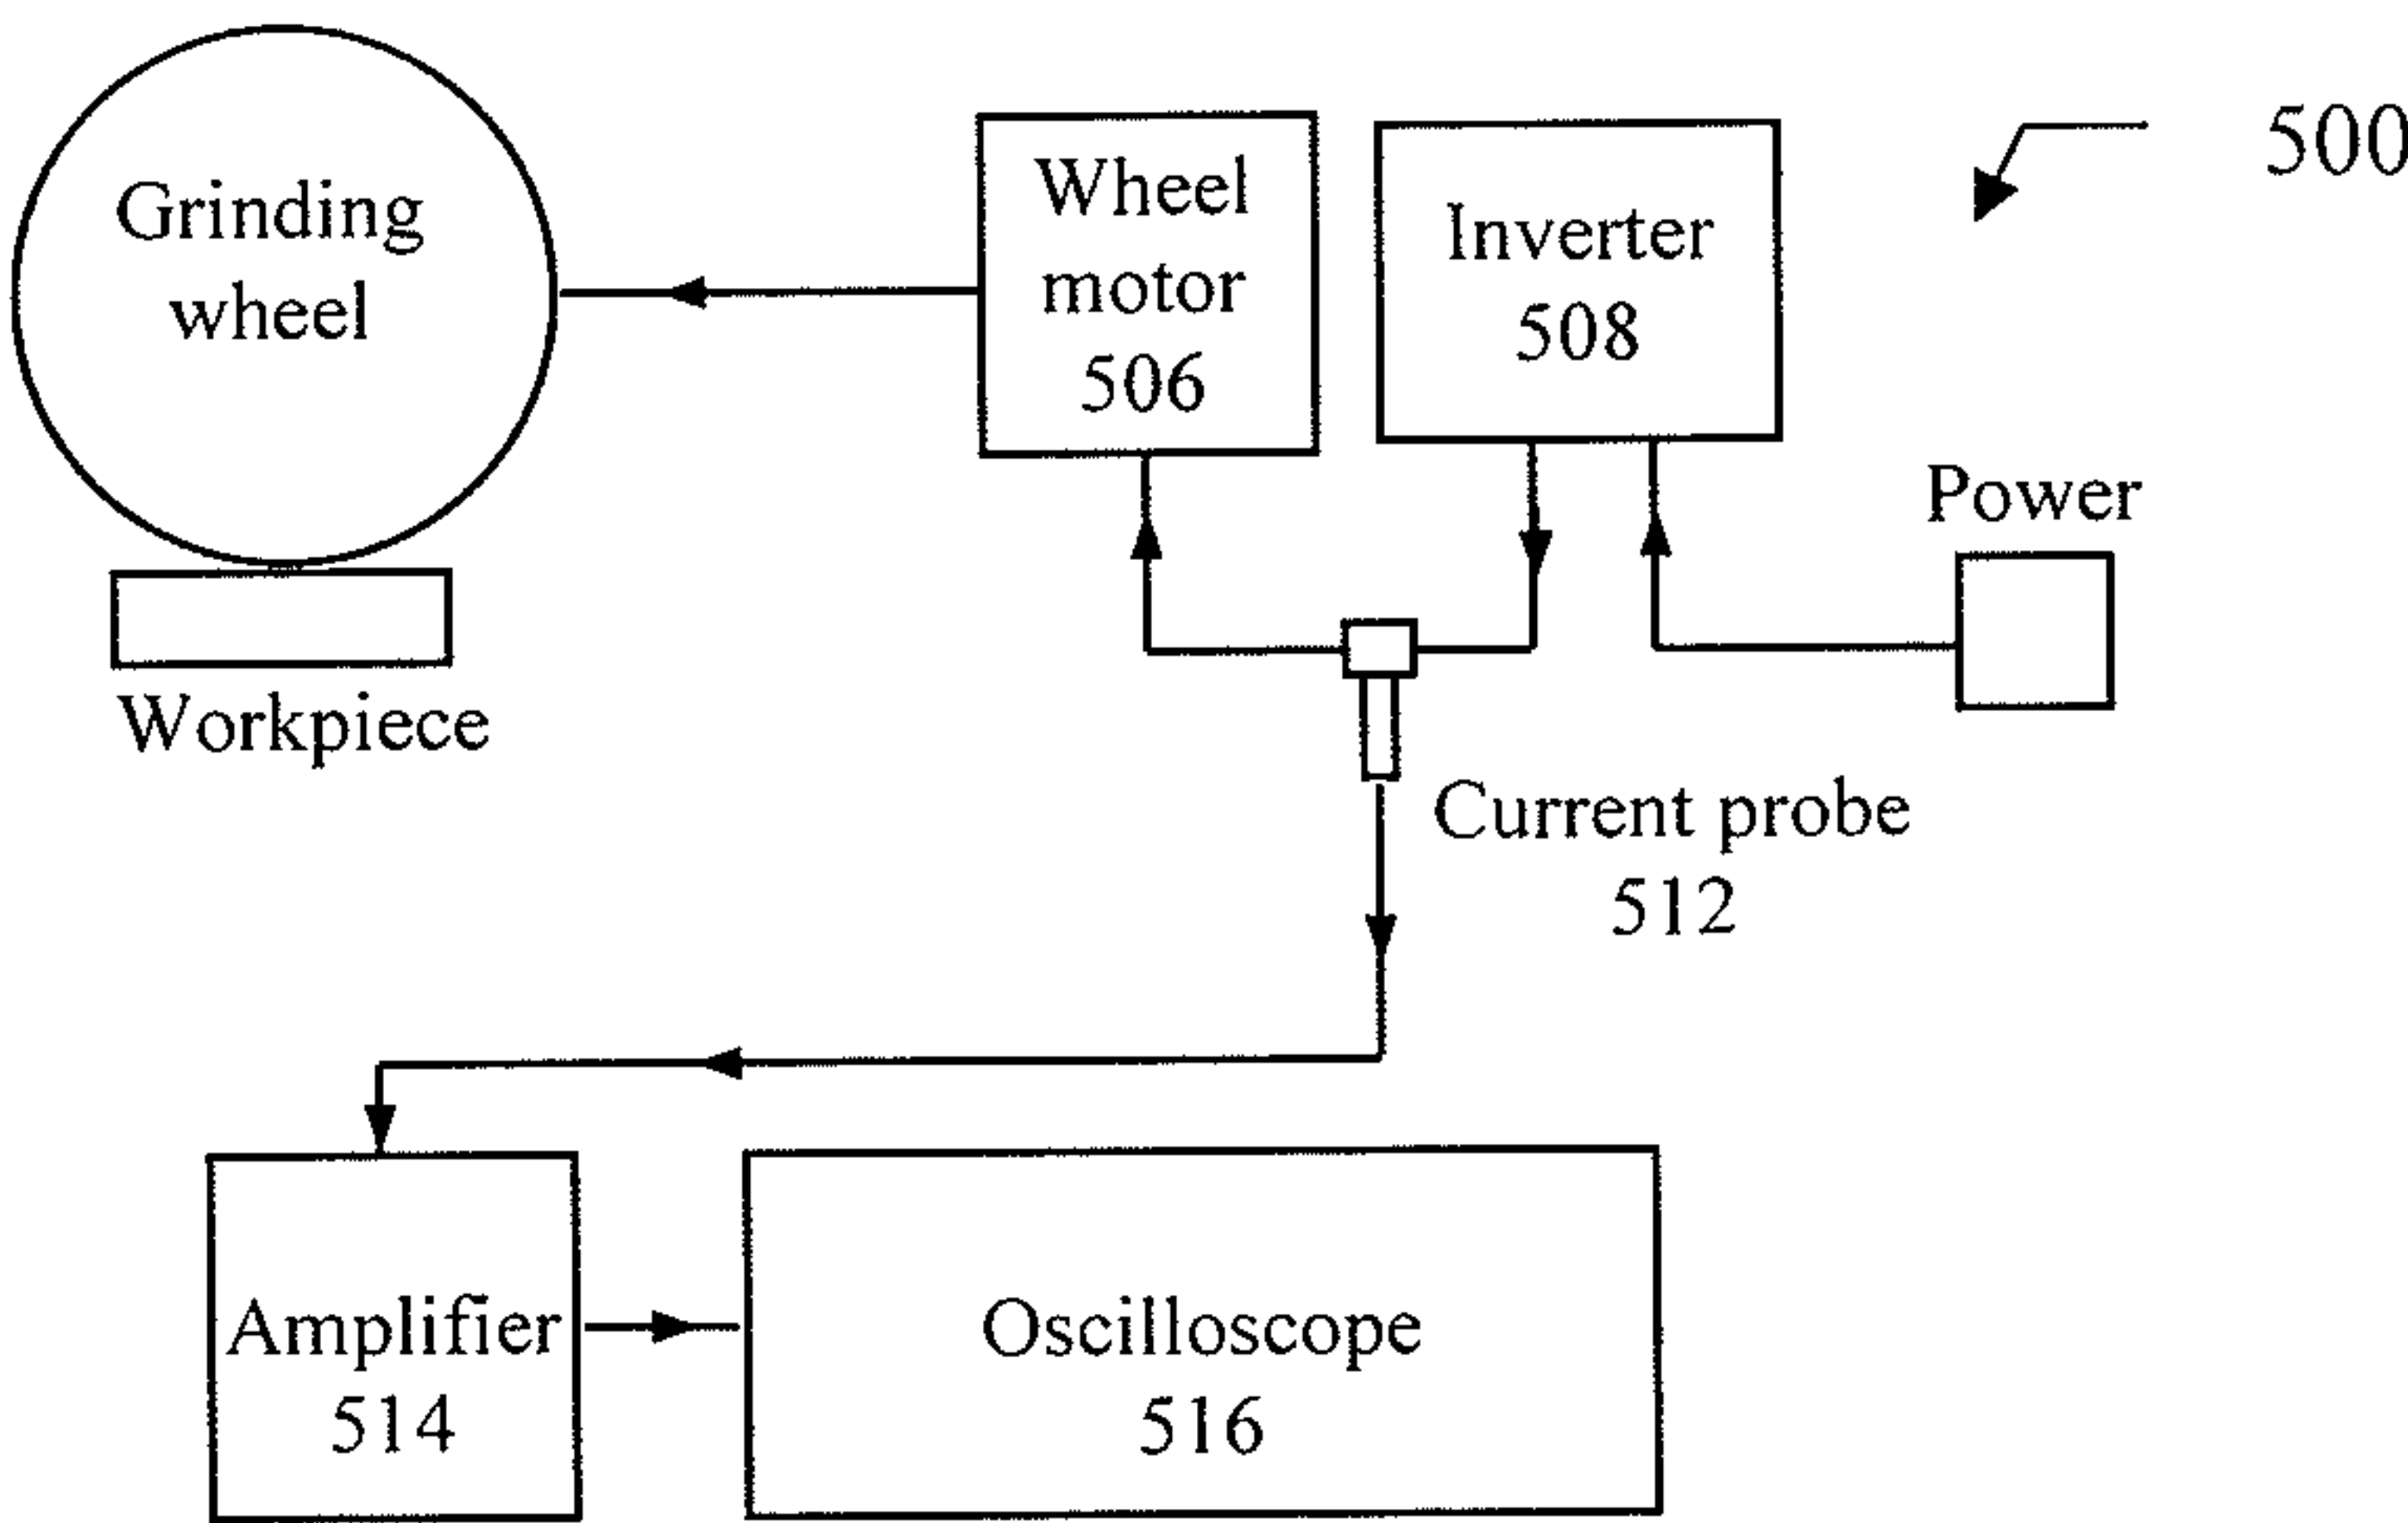 Grinding
wheel
Wheel
motor
506
Inverter
508
500
Power
Workpiece
Current probe
512
Amplifier
514
Oscilloscope
516